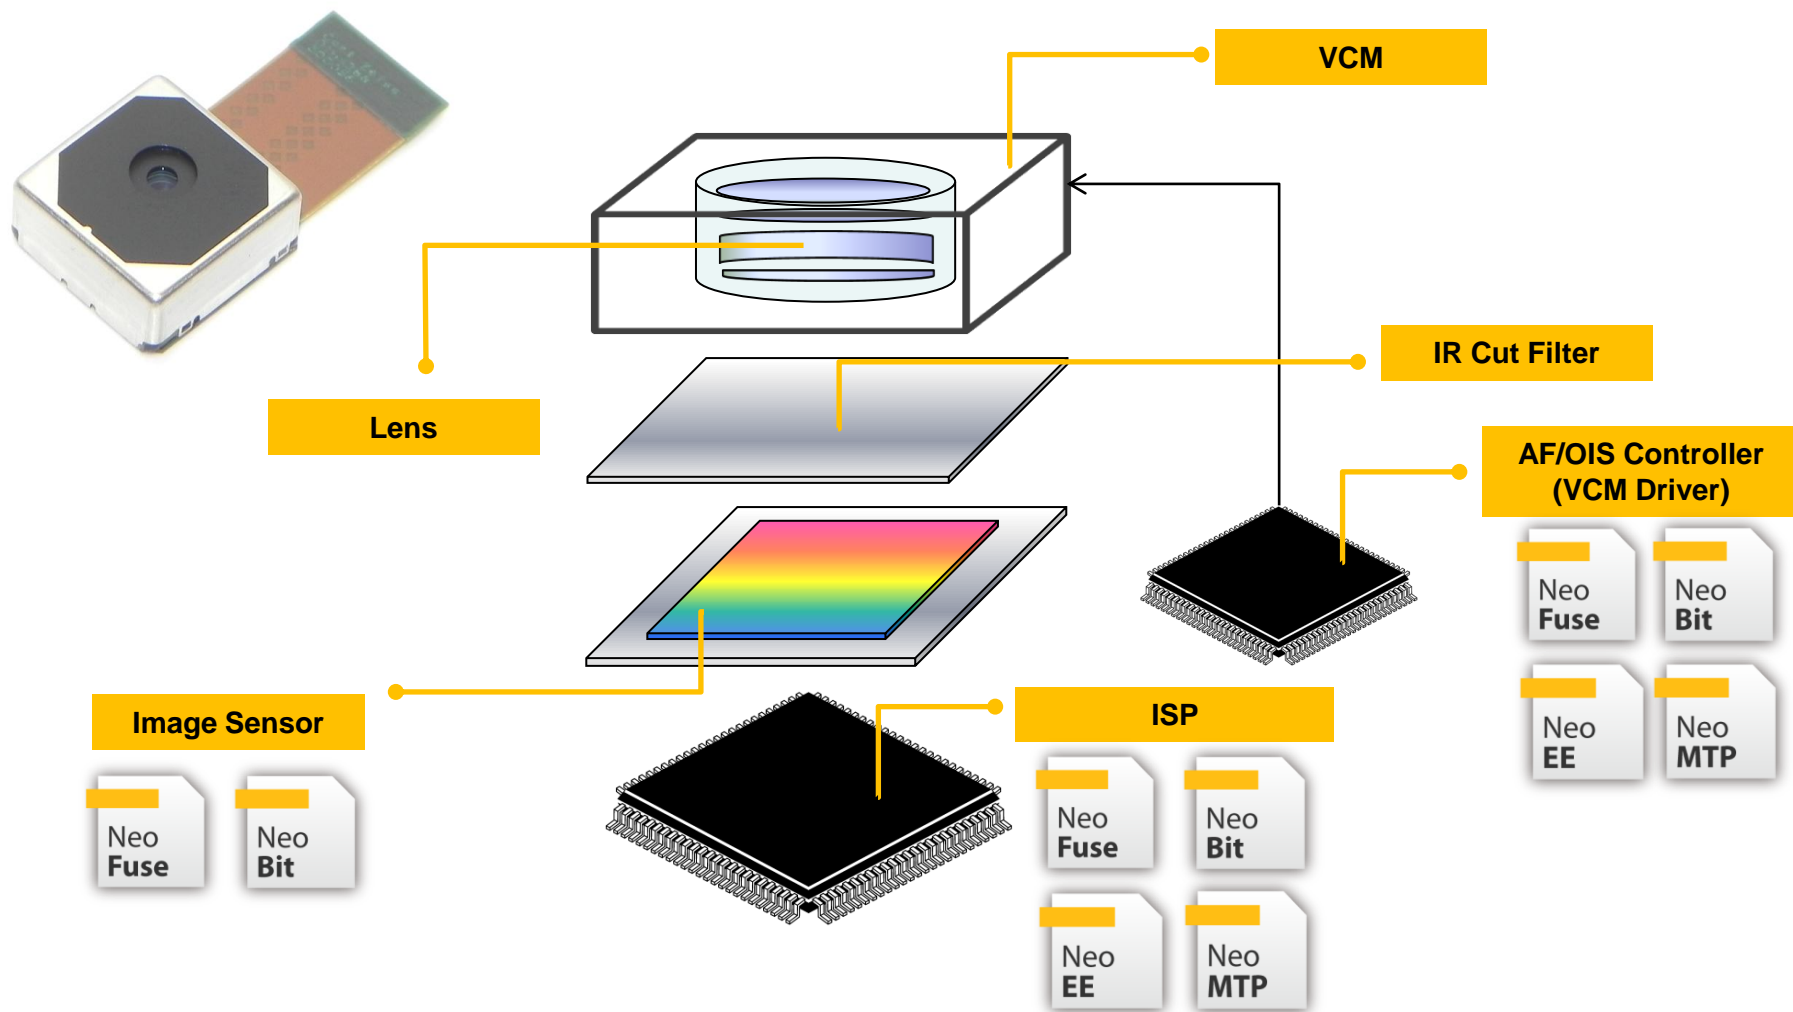 VCM
IR Cut Filter
Lens
AF/OIS Controller
(VCM Driver)
Neo
Fuse
Neo
Bit
Neo
EE
Neo
MTP
Image Sensor
Neo
Fuse
Neo
Bit
ISP
Neo
Fuse
Neo
Bit
Neo
EE
Neo
MTP